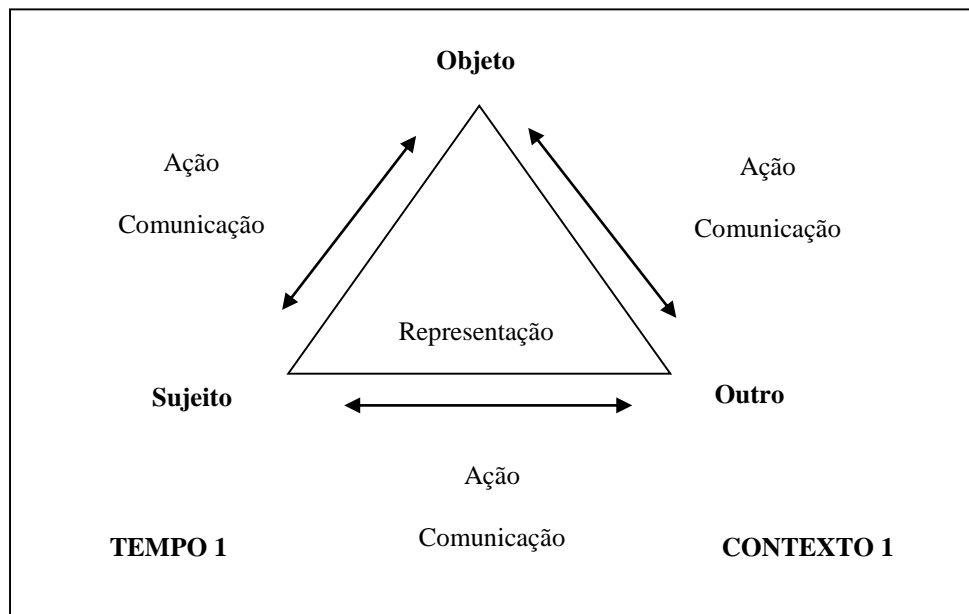 Objeto
Ação
Comunicação
Ação
Comunicação
Representação
Sujeito
Outro
Ação
Comunicação
TEMPO 1
CONTEXTO 1